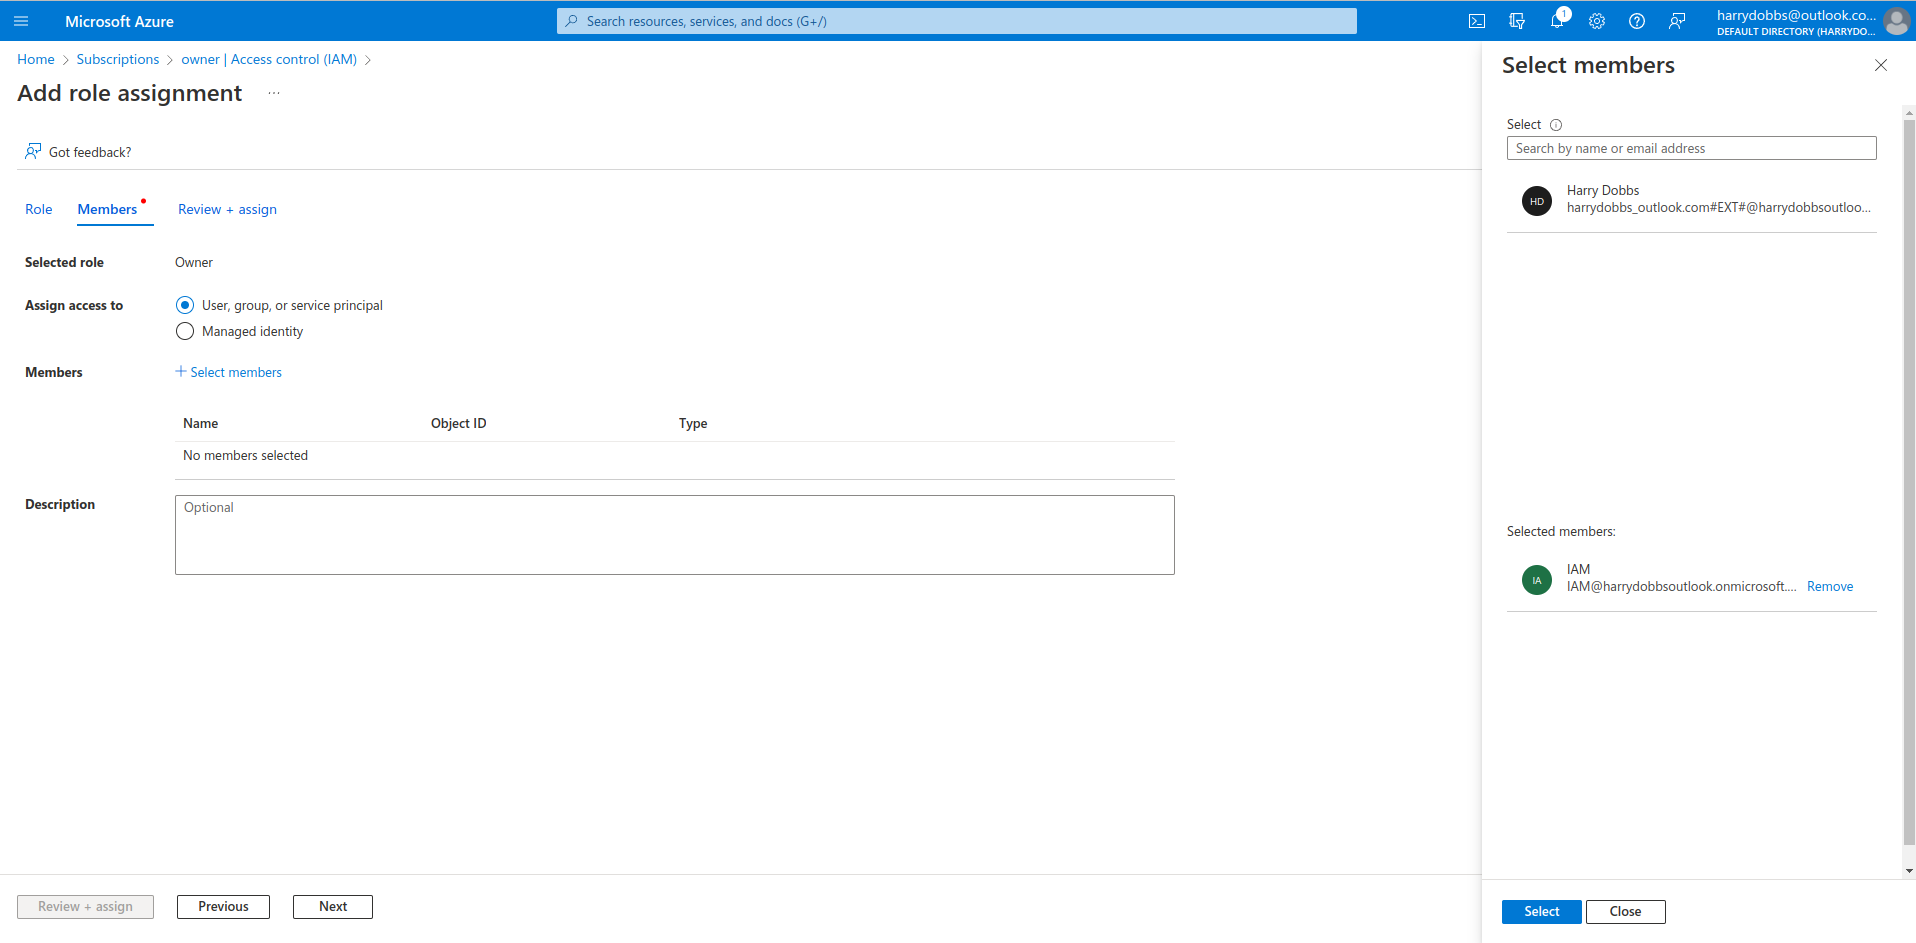 Microsoft Azure
Search resources, services, and docs (G+/)
1
harrydobbs@outlook.co...
DEFAULT DIRECTORY (HARRYDO...
Home > Subscriptions > owner | Access control (IAM) >
Add role assignment ...
Got feedback?
Role Members Review + assign
Selected role Owner
Assign access to User, group, or service principal
Managed identity
Members + Select members
Name Object ID Type
No members selected
Description Optional
Review + assign Previous Next
Select members
Select
Search by name or email address
HD
Harry Dobbs
harrydobbs_outlook.com#EXT#@harrydobbsoutloo...
Selected members:
IA
IAM
IAM@harrydobbsoutlook.onmicrosoft.... Remove
Select Close